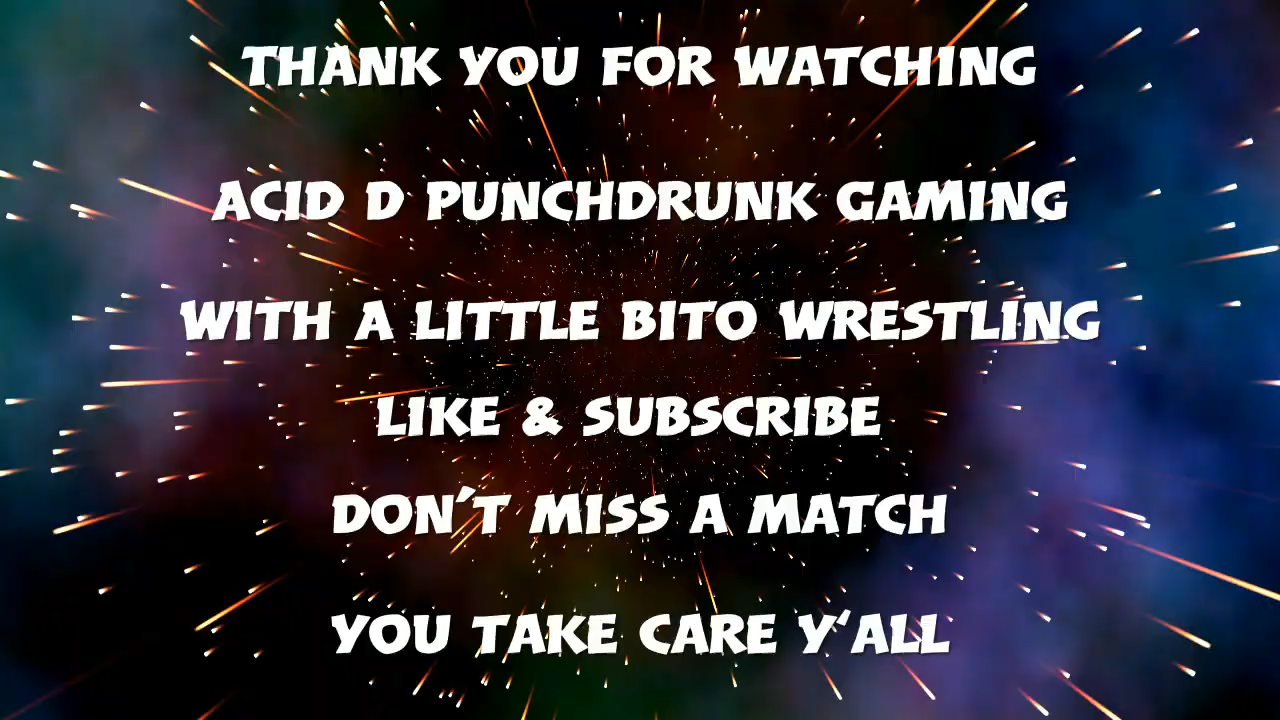 THANK YOU FOR WATCHING
ACID D PUNCHDRUNK GAMING
WITH A LITTLE BITO WRESTLING
LIKE & SUBSCRIBE
DON'T MISS A MATCH
YOU TAKE CARE Y'ALL